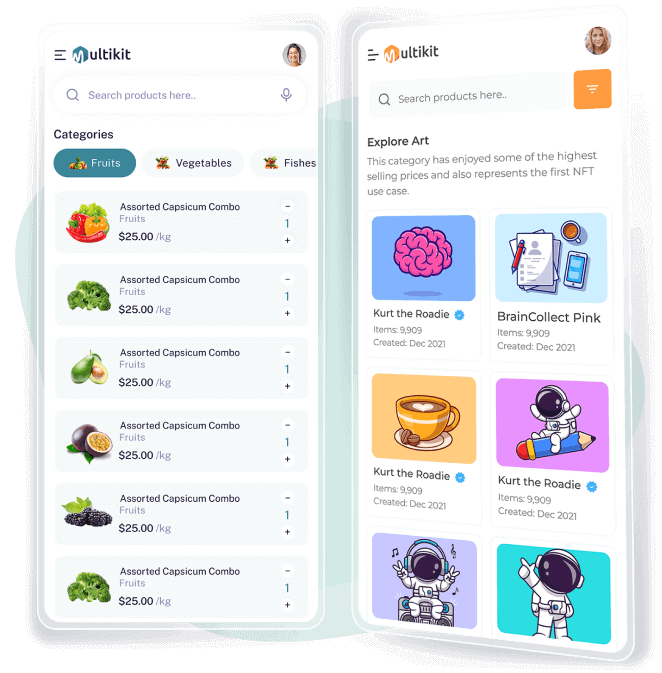 Multikit
Search products here..
Categories
Fruits
Vegetables
Fishes
Assorted Capsicum Combo
Fruits
$25.00 /kg
−
1
+
Assorted Capsicum Combo
Fruits
$25.00 /kg
−
1
+
Assorted Capsicum Combo
Fruits
$25.00 /kg
−
1
+
Assorted Capsicum Combo
Fruits
$25.00 /kg
−
1
+
Assorted Capsicum Combo
Fruits
$25.00 /kg
−
1
+
Assorted Capsicum Combo
Fruits
$25.00 /kg
−
1
+
Multikit
Search products here..
Explore Art
This category has enjoyed some of the highest
selling prices and also represents the first NFT
use case.
Kurt the Roadie
Items: 9,909
Created: Dec 2021
BrainCollect Pink
Items: 9,909
Created: Dec 2021
Kurt the Roadie
Items: 9,909
Created: Dec 2021
Kurt the Roadie
Items: 9,909
Created: Dec 2021